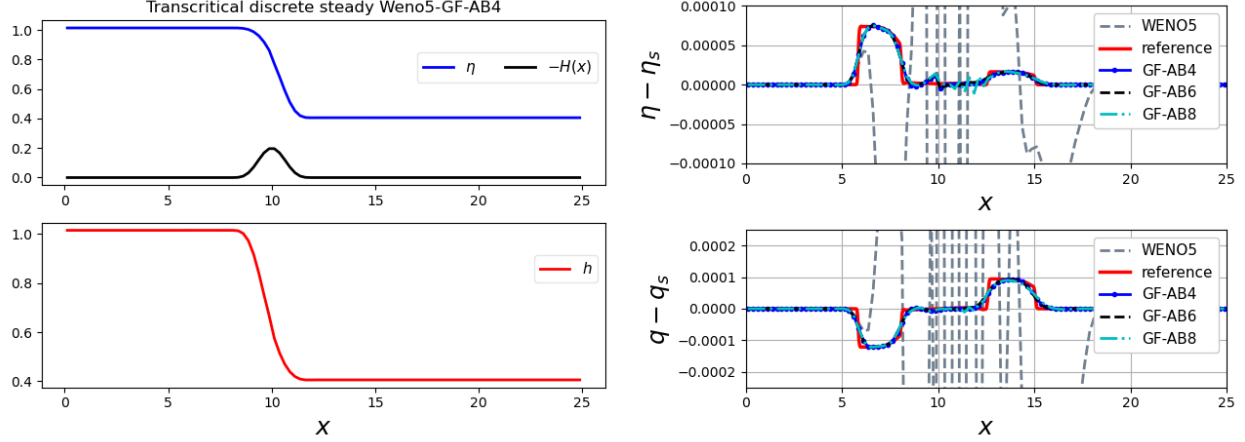 Transcritical discrete steady Weno5-GF-AB4
1.0
0.8
0.6
0.4
0.2
0.0
η
−H(x)
0
5
10
15
20
25
1.0
0.8
0.6
0.4
h
0
5
10
15
20
25
x
η − ηs
0.00010
0.00005
0.00000
−0.00005
−0.00010
WENO5
reference
GF-AB4
GF-AB6
GF-AB8
0
5
10
15
20
25
x
q − qs
0.0002
0.0001
0.0000
−0.0001
−0.0002
WENO5
reference
GF-AB4
GF-AB6
GF-AB8
0
5
10
15
20
25
x